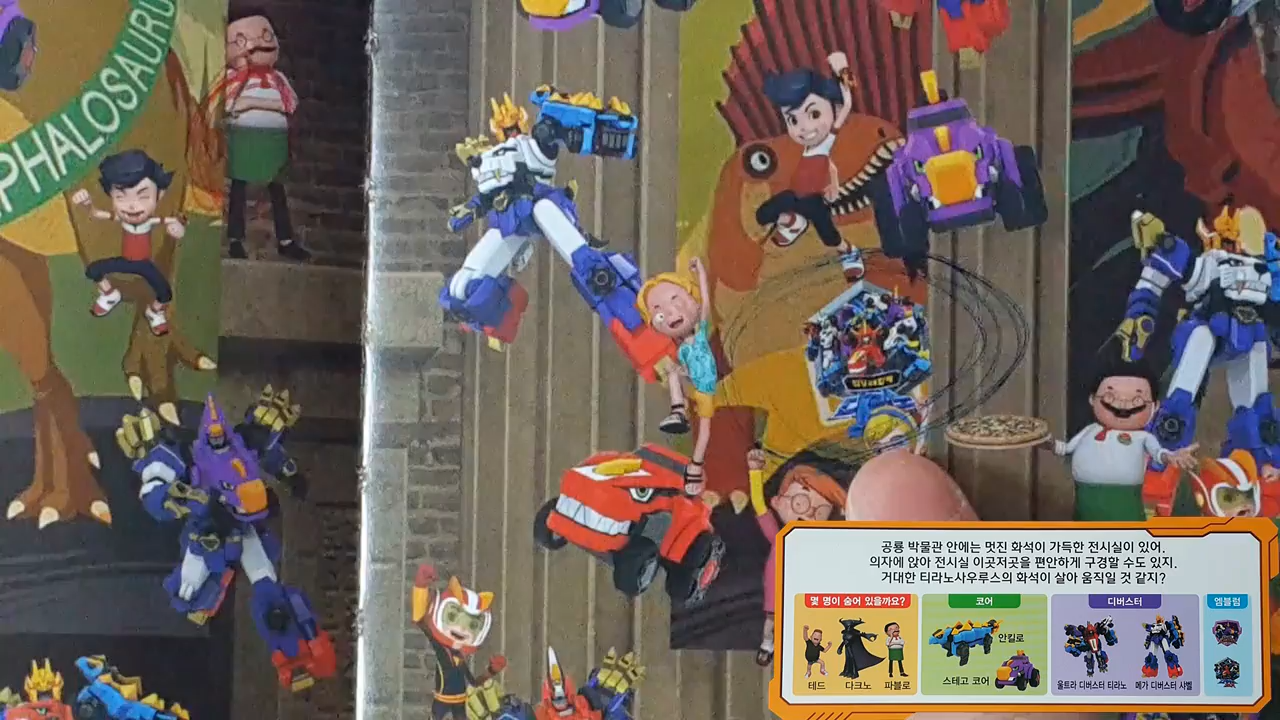 PHALOSAURU
공룡 박물관 안에는 멋진 화석이 가득한 전시실이 있어.
의자에 앉아 전시실 이곳저곳을 편안하게 구경할 수도 있지.
거대한 티라노사우루스의 화석이 살아 움직일 것 같지?
몇 명이 숨어 있을까요?
코어
디버스터
엠블럼
안킬로
스테고 코어
테드
다크노
파블로
울트라 디버스터 티라노
메가 디버스터 사벨